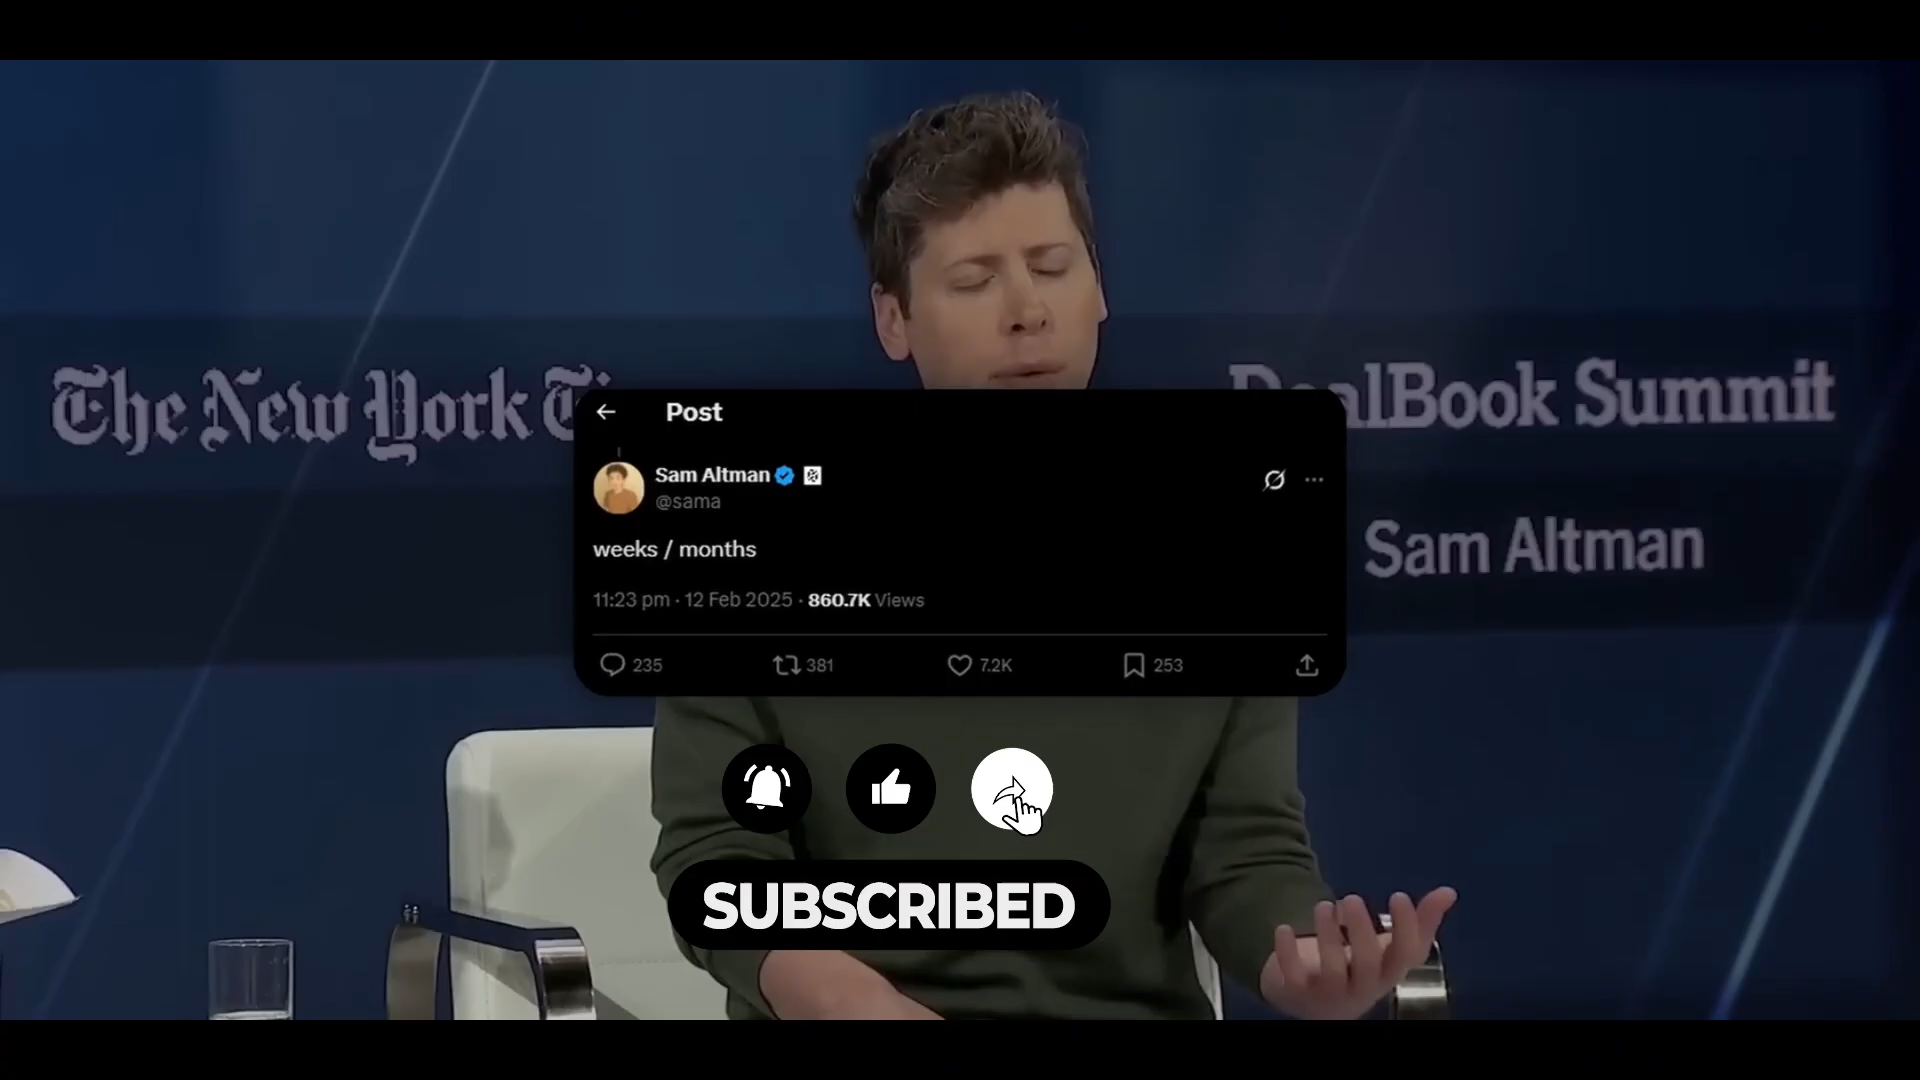 The New York Ti
DealBook Summit
Sam Altman
Post
Sam Altman
@sama
weeks / months
11:23 pm · 12 Feb 2025 · 860.7K Views
235 381 7.2K 253
SUBSCRIBED